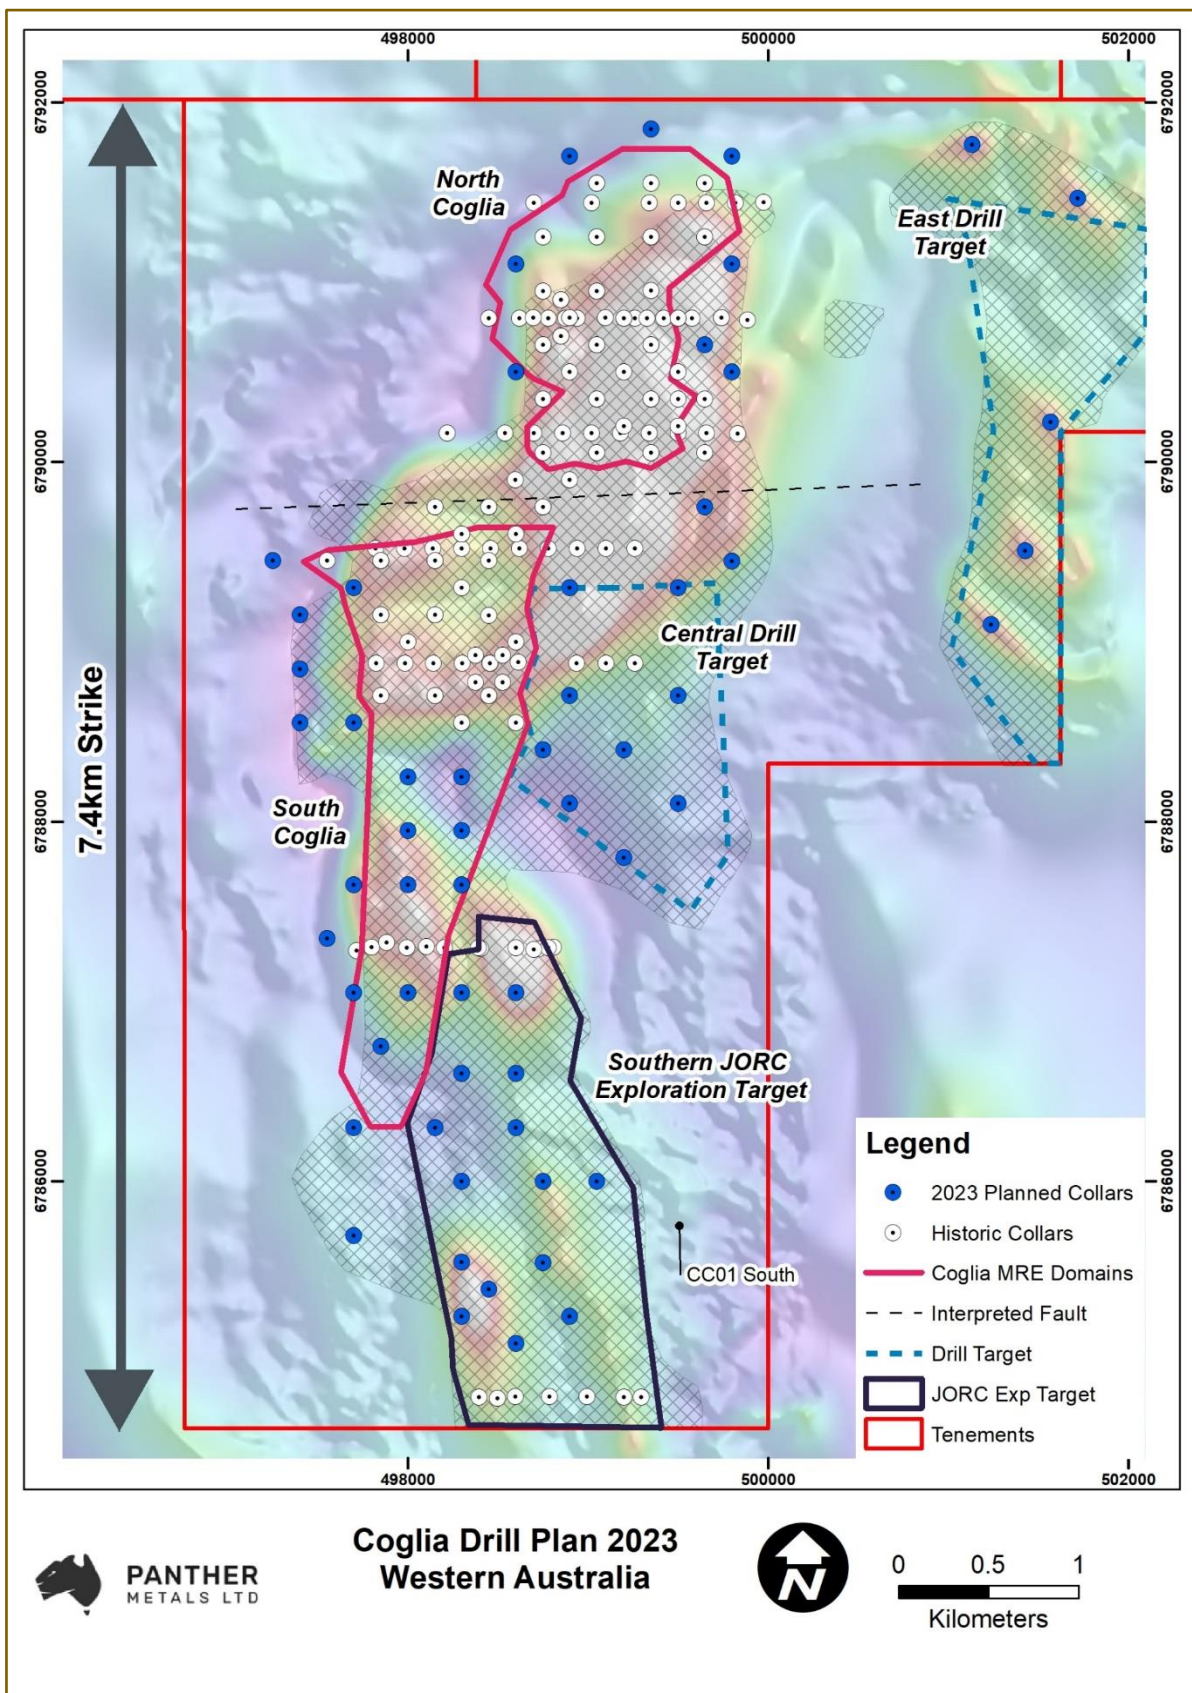 498000
500000
502000
6792000
6792000
North
Coglia
East Drill
Target
6790000
6790000
Central Drill
Target
7.4km Strike
South
Coglia
6788000
6788000
Southern JORC
Exploration Target
6786000
6786000
CC01 South
Legend
2023 Planned Collars
Historic Collars
Coglia MRE Domains
Interpreted Fault
Drill Target
JORC Exp Target
Tenements
498000
500000
502000
PANTHER
METALS LTD
Coglia Drill Plan 2023
Western Australia
N
0 0.5 1
Kilometers